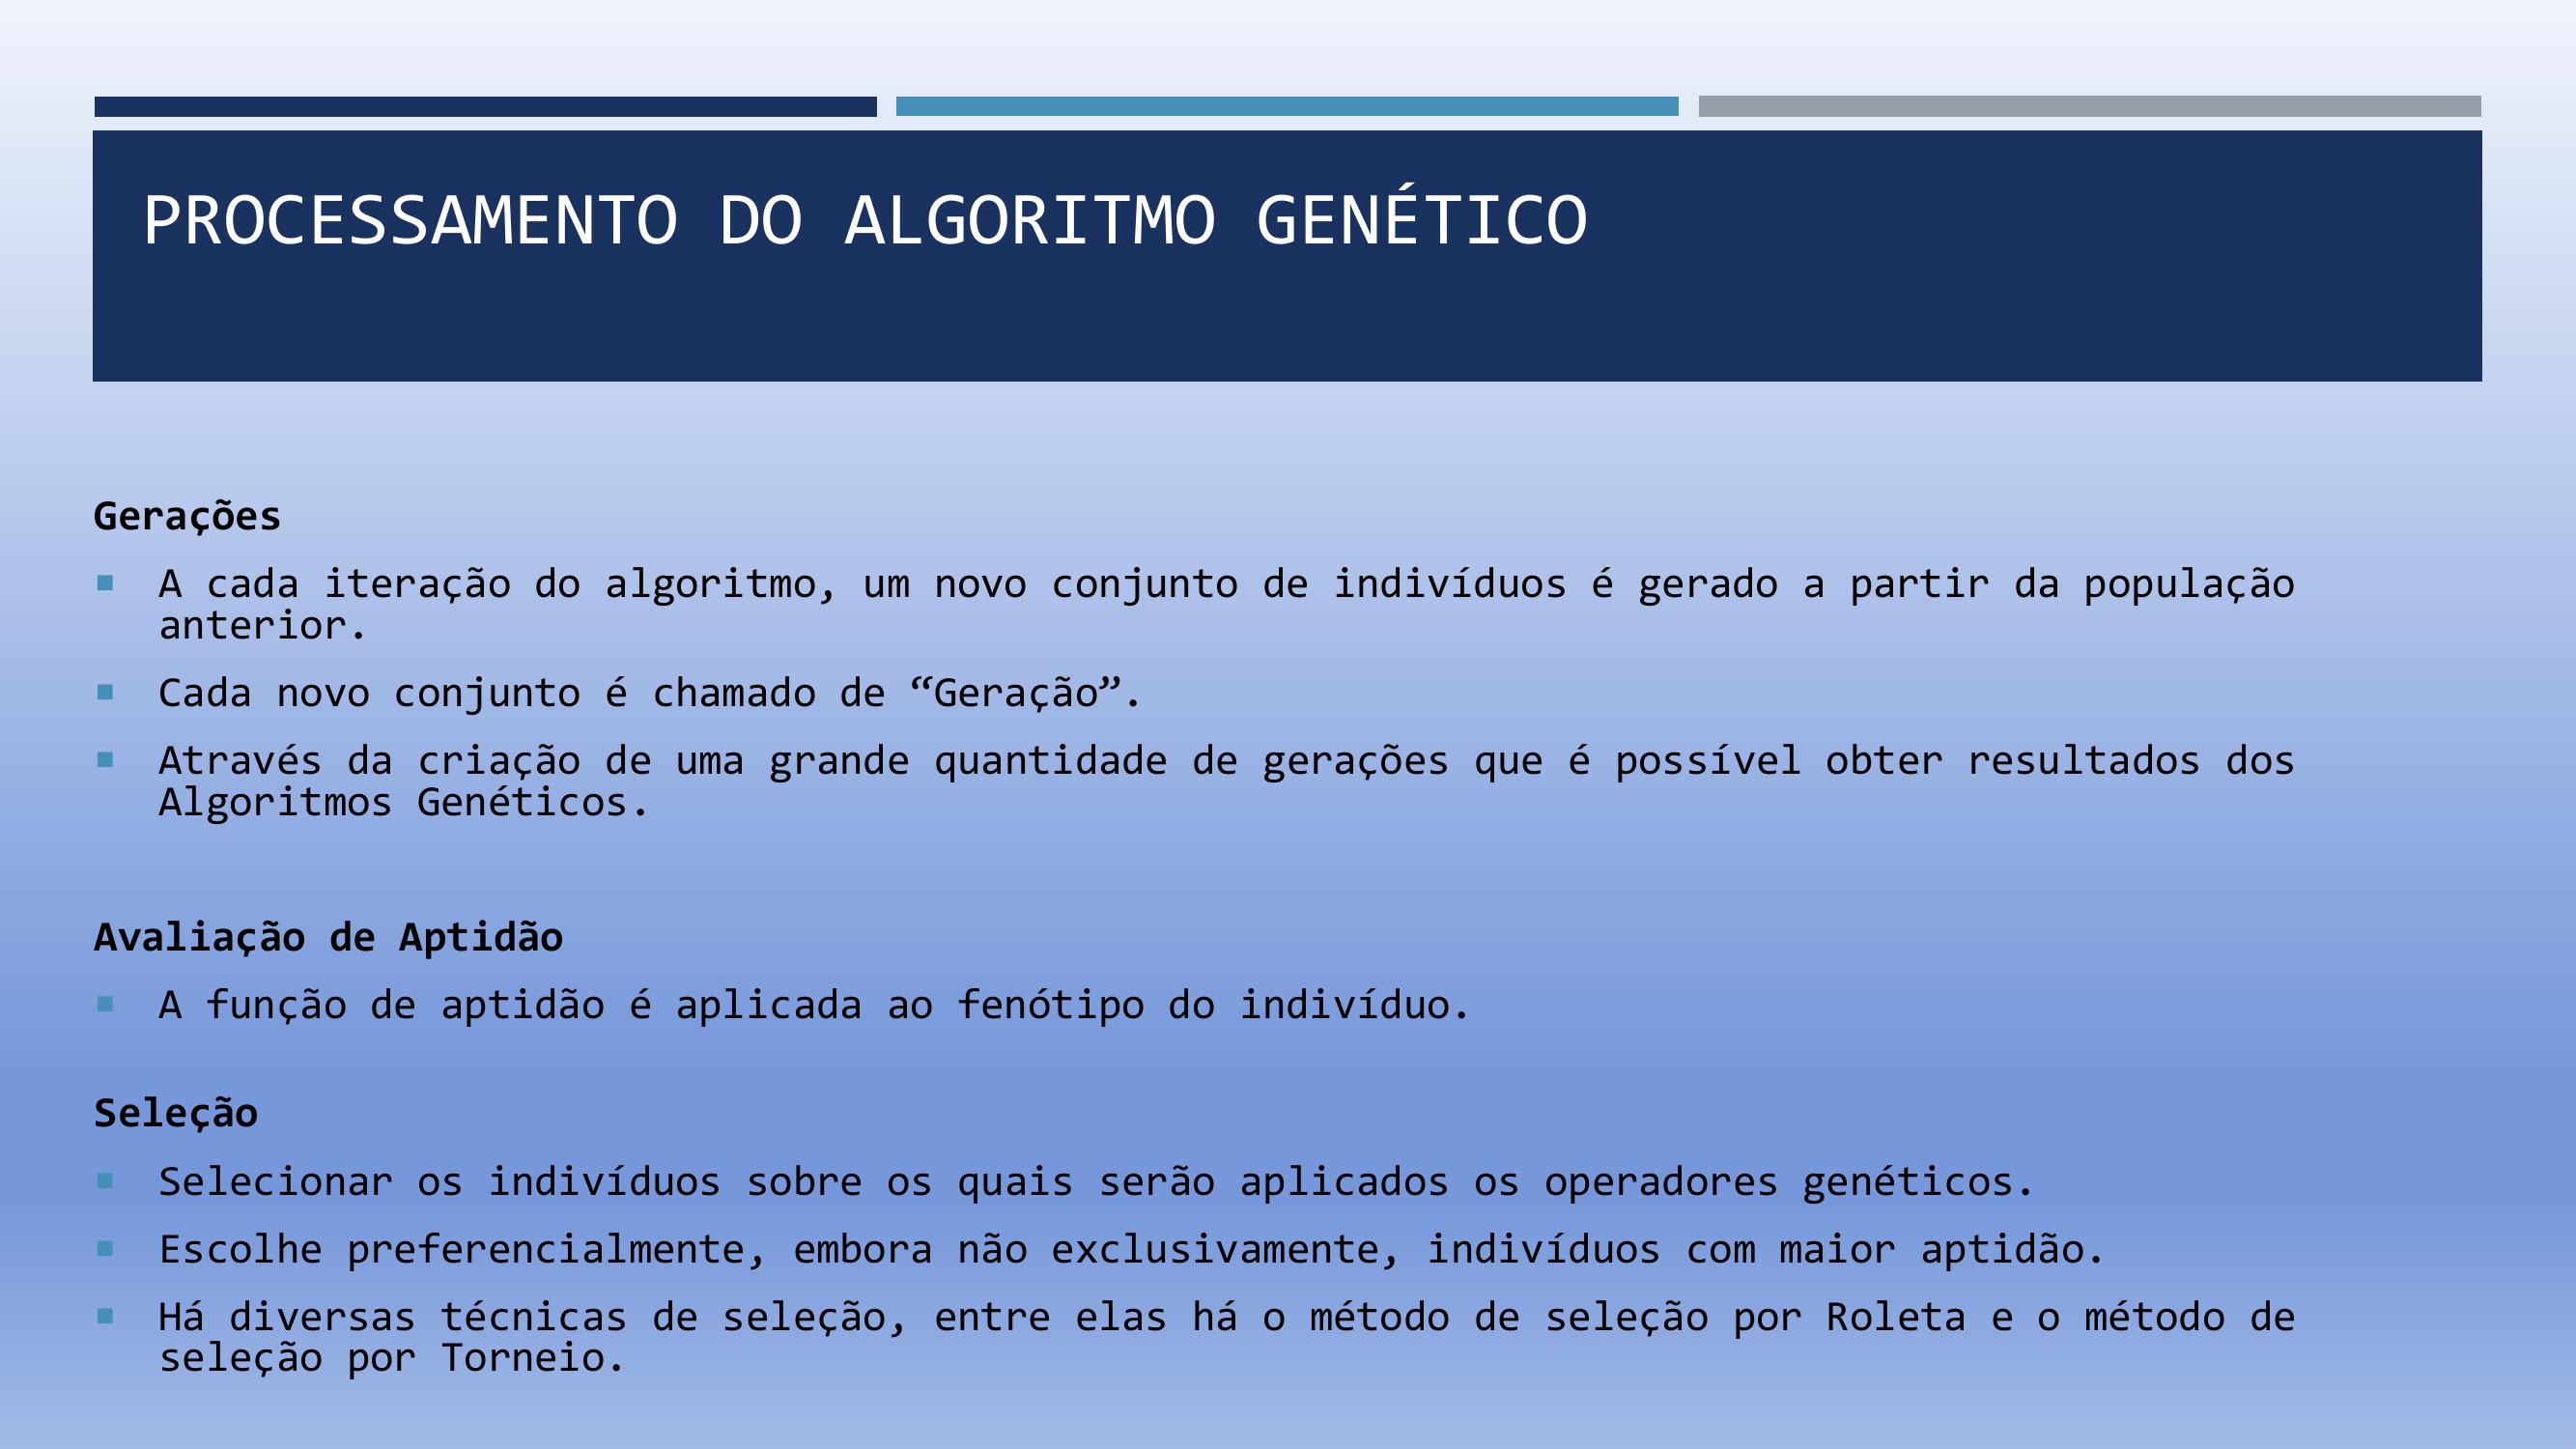 PROCESSAMENTO DO ALGORITMO GENÉTICO
Gerações
A cada iteração do algoritmo, um novo conjunto de indivíduos é gerado a partir da população
anterior.
Cada novo conjunto é chamado de “Geração”.
Através da criação de uma grande quantidade de gerações que é possível obter resultados dos
Algoritmos Genéticos.
Avaliação de Aptidão
A função de aptidão é aplicada ao fenótipo do indivíduo.
Seleção
Selecionar os indivíduos sobre os quais serão aplicados os operadores genéticos.
Escolhe preferencialmente, embora não exclusivamente, indivíduos com maior aptidão.
Há diversas técnicas de seleção, entre elas há o método de seleção por Roleta e o método de
seleção por Torneio.